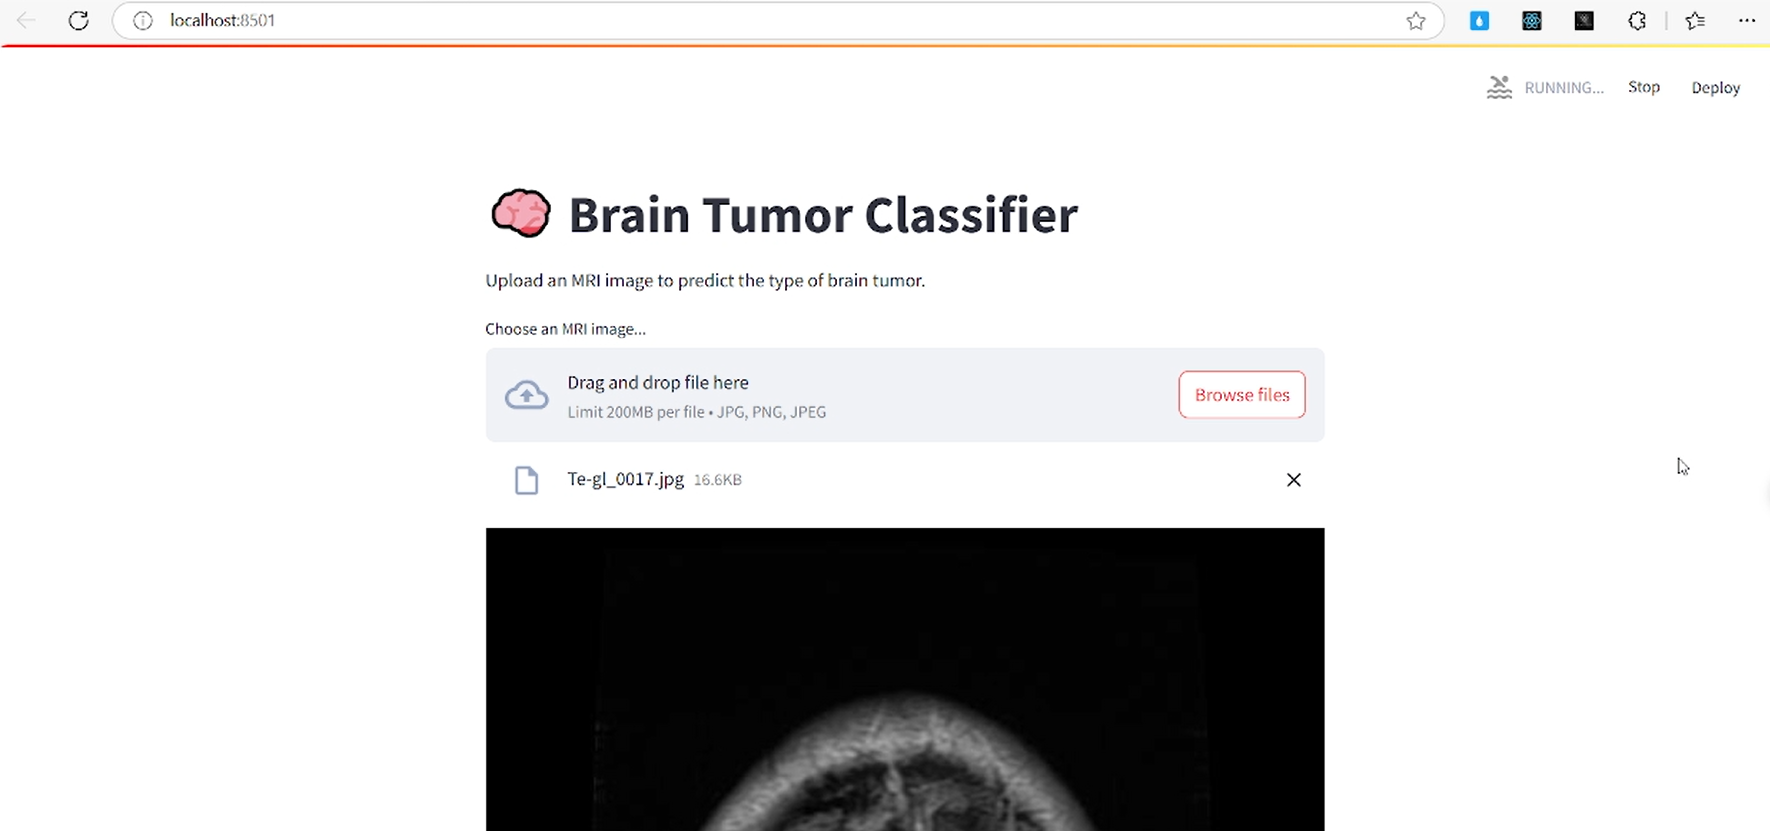 localhost:8501
RUNNING... Stop Deploy
Brain Tumor Classifier
Upload an MRI image to predict the type of brain tumor.
Choose an MRI image...
Drag and drop file here
Limit 200MB per file • JPG, PNG, JPEG
Browse files
Te-gl_0017.jpg 16.6KB